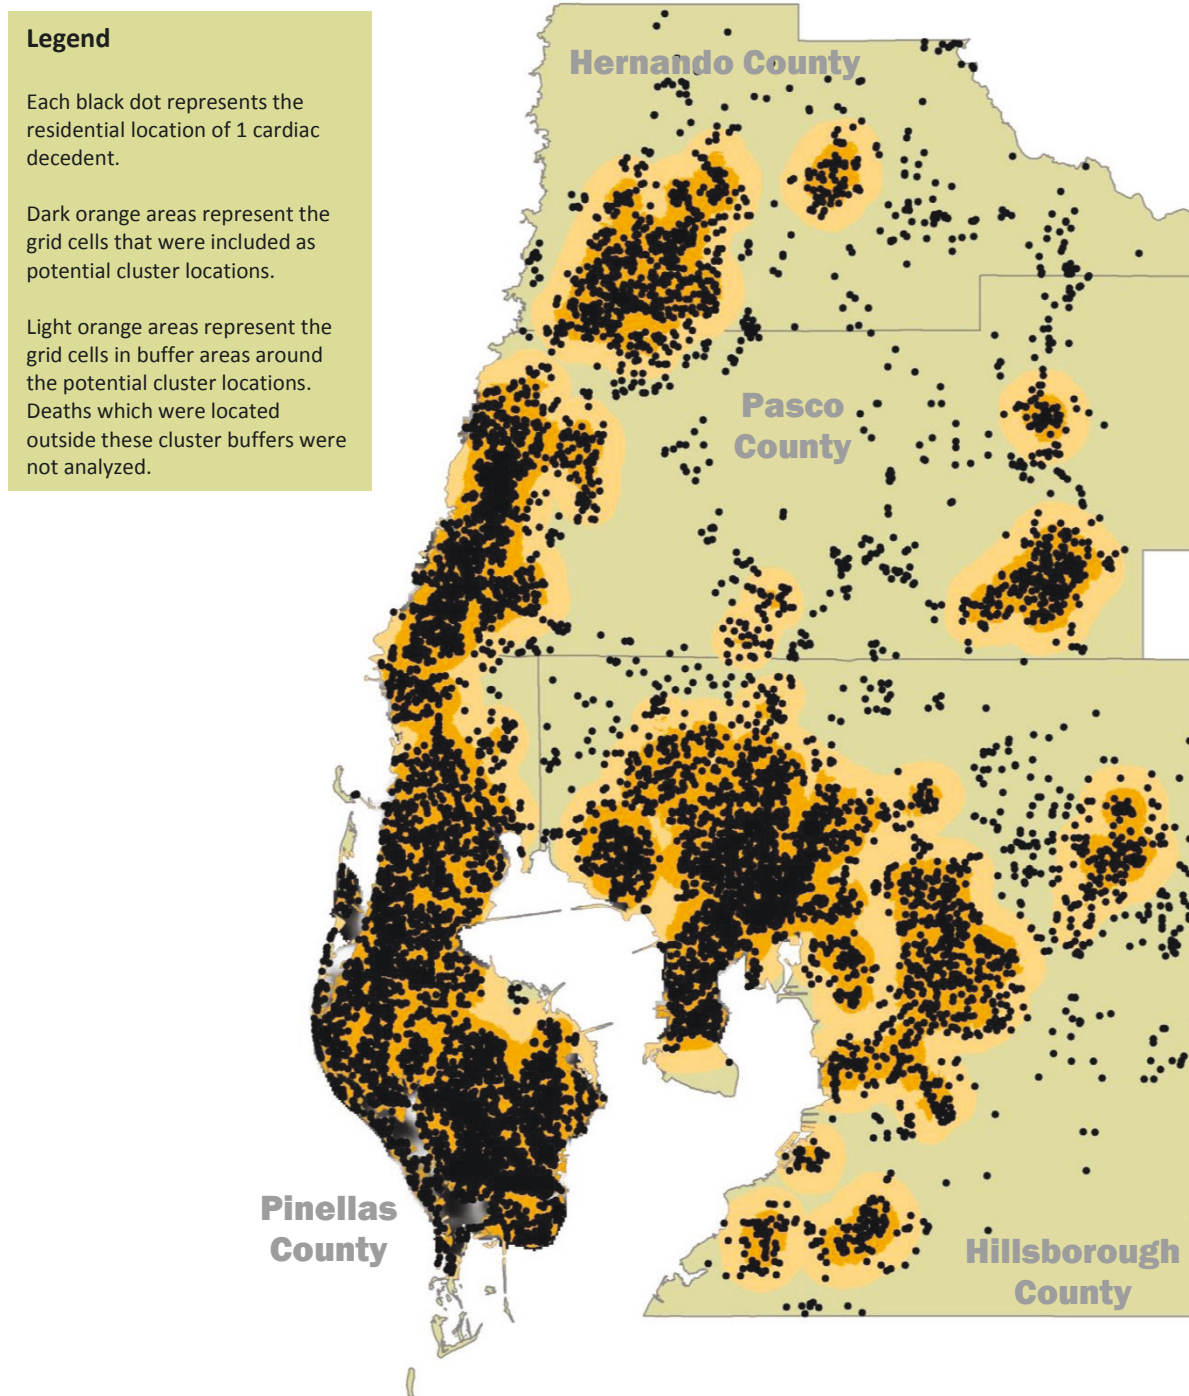 Legend
Each black dot represents the
residential location of 1 cardiac
decedent.
Dark orange areas represent the
grid cells that were included as
potential cluster locations.
Light orange areas represent the
grid cells in buffer areas around
the potential cluster locations.
Deaths which were located
outside these cluster buffers were
not analyzed.
Hernando County
Pasco
County
Pinellas
County
Hillsborough
County